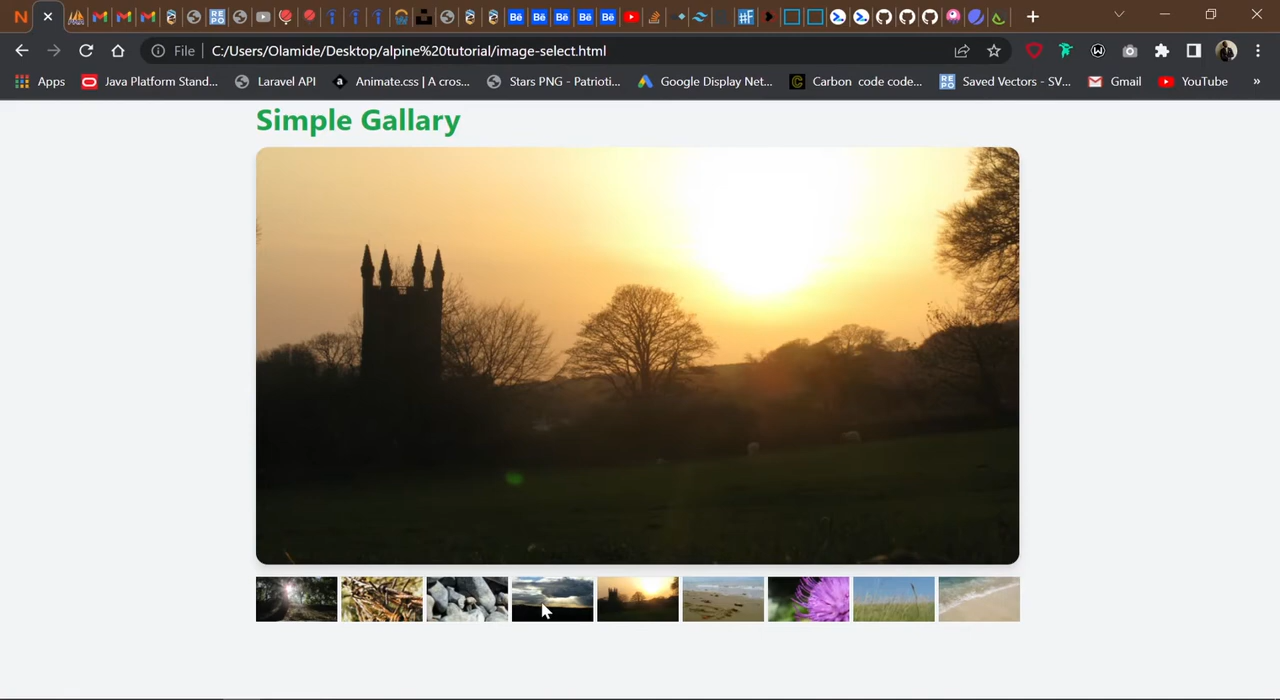 File C:/Users/Olamide/Desktop/alpine%20tutorial/image-select.html
Apps Java Platform Stand... Laravel API Animate.css | A cros... Stars PNG - Patrioti... Google Display Net... Carbon code code... Saved Vectors - SV... Gmail YouTube »
Simple Gallary